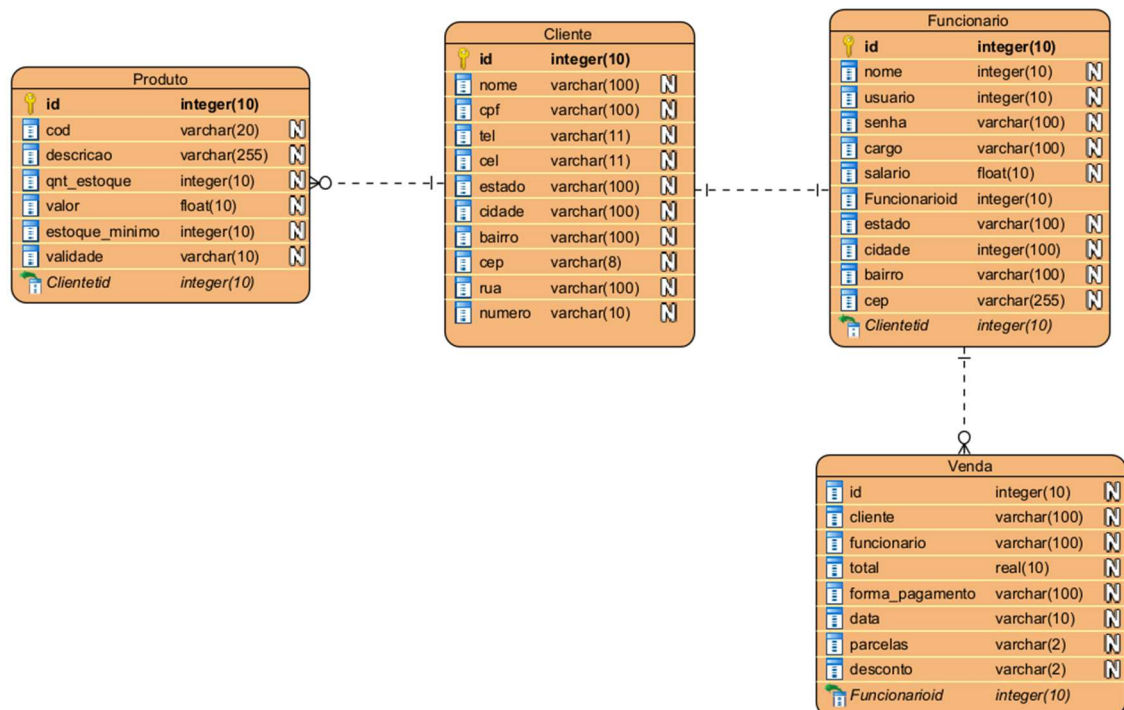 Produto
id integer(10)
cod varchar(20) N
descricao varchar(255) N
qnt_estoque integer(10) N
valor float(10) N
estoque_minimo integer(10) N
validade varchar(10) N
Clientetid integer(10)
Cliente
id integer(10)
nome varchar(100) N
cpf varchar(100) N
tel varchar(11) N
cel varchar(11) N
estado varchar(100) N
cidade varchar(100) N
bairro varchar(100) N
cep varchar(8) N
rua varchar(100) N
numero varchar(10) N
Funcionario
id integer(10)
nome integer(10) N
usuario integer(10) N
senha varchar(100) N
cargo varchar(100) N
salario float(10) N
Funcionarioid integer(10)
estado varchar(100) N
cidade integer(100) N
bairro varchar(100) N
cep varchar(255) N
Clientetid integer(10)
Venda
id integer(10) N
cliente varchar(100) N
funcionario varchar(100) N
total real(10) N
forma_pagamento varchar(100) N
data varchar(10) N
parcelas varchar(2) N
desconto varchar(2) N
Funcionarioid integer(10)